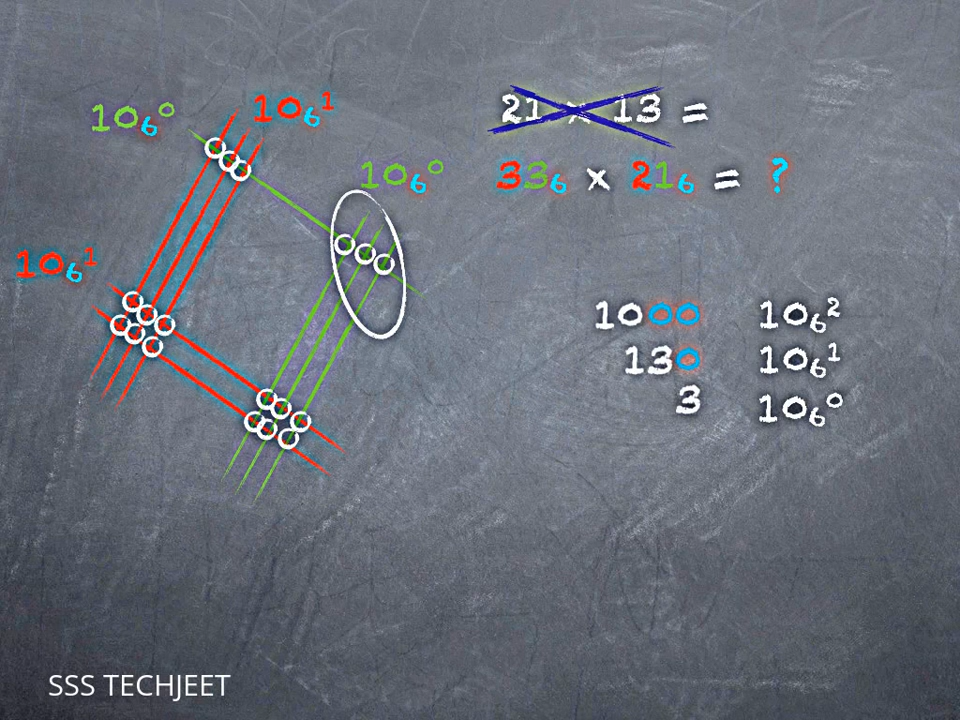 10₆⁰
10₆¹
21 x 13 =
10₆⁰
33₆ x 21₆ = ?
10₆¹
1000 10₆²
130 10₆¹
3 10₆⁰
SSS TECHJEET